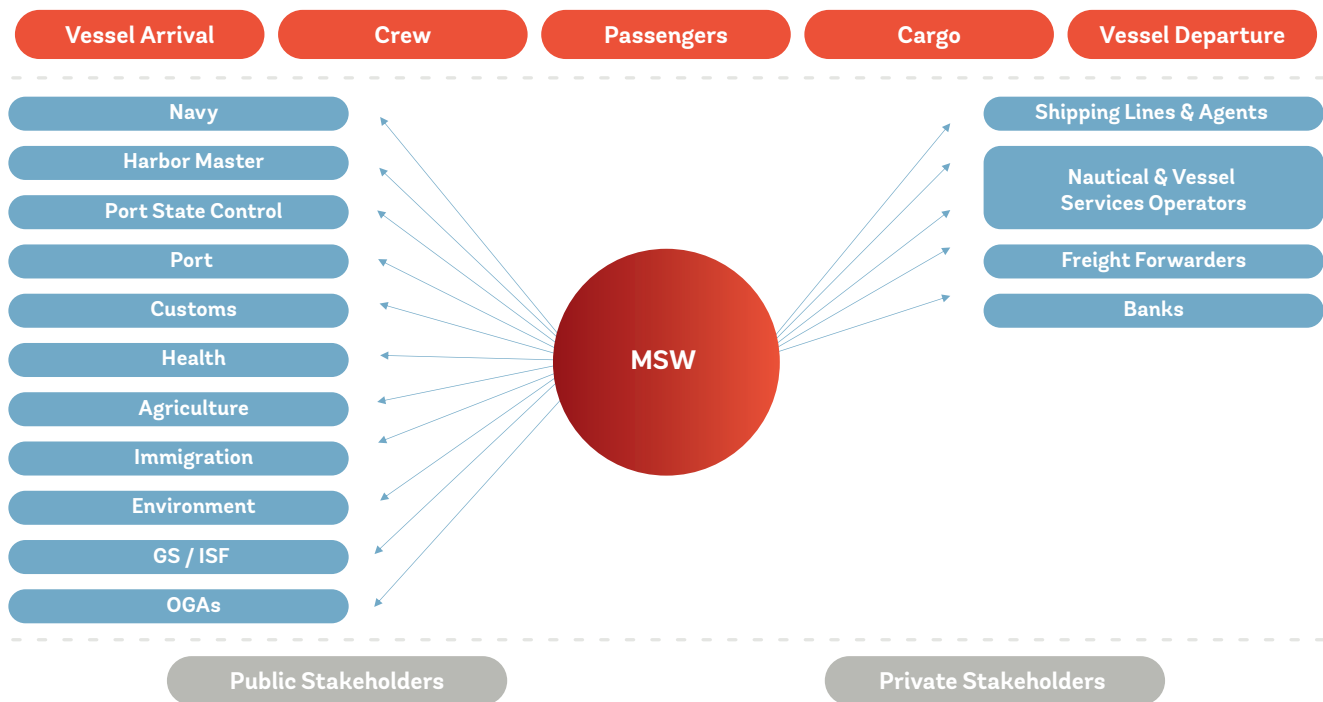 Vessel Arrival
Crew
Passengers
Cargo
Vessel Departure
Navy
Harbor Master
Port State Control
Port
Customs
Health
Agriculture
Immigration
Environment
GS / ISF
OGAs
MSW
Shipping Lines & Agents
Nautical & Vessel
Services Operators
Freight Forwarders
Banks
Public Stakeholders
Private Stakeholders